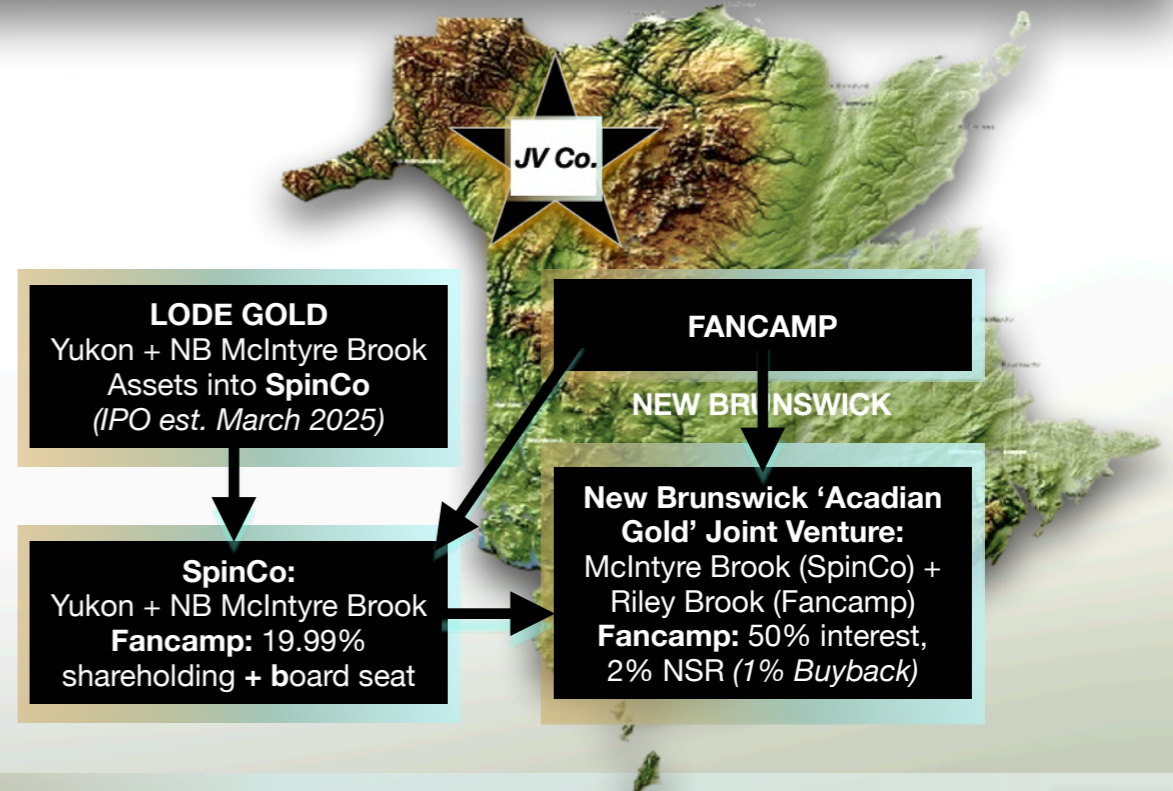 JV Co.
LODE GOLD
Yukon + NB McIntyre Brook
Assets into SpinCo
(IPO est. March 2025)
FANCAMP
NEW BRUNSWICK
SpinCo:
Yukon + NB McIntyre Brook
Fancamp: 19.99%
shareholding + board seat
New Brunswick ‘Acadian
Gold’ Joint Venture:
McIntyre Brook (SpinCo) +
Riley Brook (Fancamp)
Fancamp: 50% interest,
2% NSR (1% Buyback)